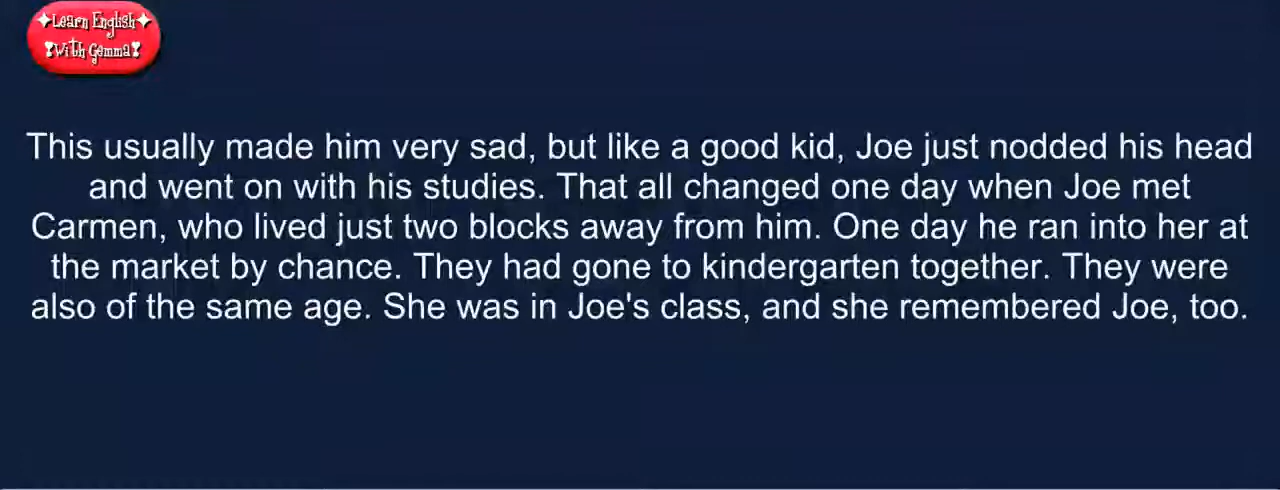 ✦Learn English✦
❣With Gemma❣
This usually made him very sad, but like a good kid, Joe just nodded his head
and went on with his studies. That all changed one day when Joe met
Carmen, who lived just two blocks away from him. One day he ran into her at
the market by chance. They had gone to kindergarten together. They were
also of the same age. She was in Joe's class, and she remembered Joe, too.